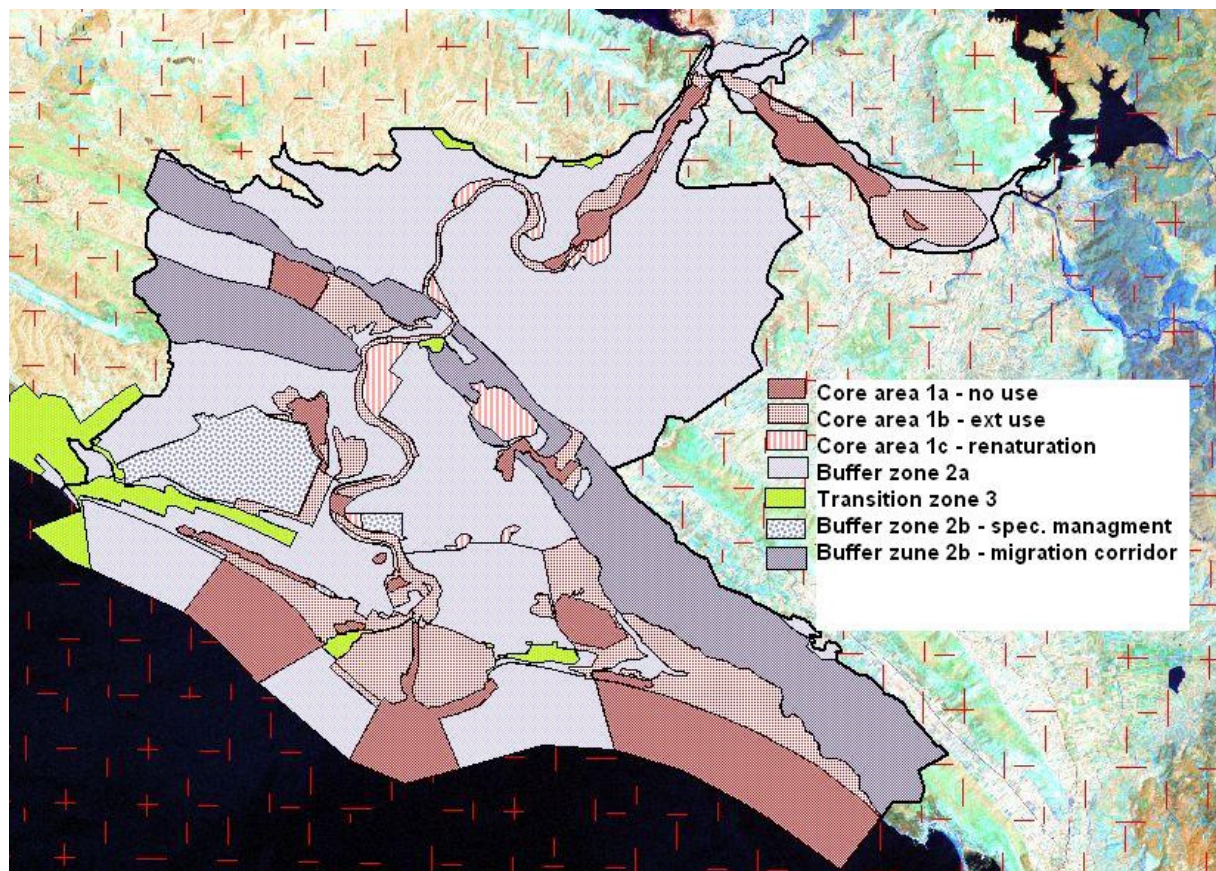 Core area 1a - no use
Core area 1b - ext use
Core area 1c - renaturation
Buffer zone 2a
Transition zone 3
Buffer zone 2b - spec. managment
Buffer zune 2b - migration corridor